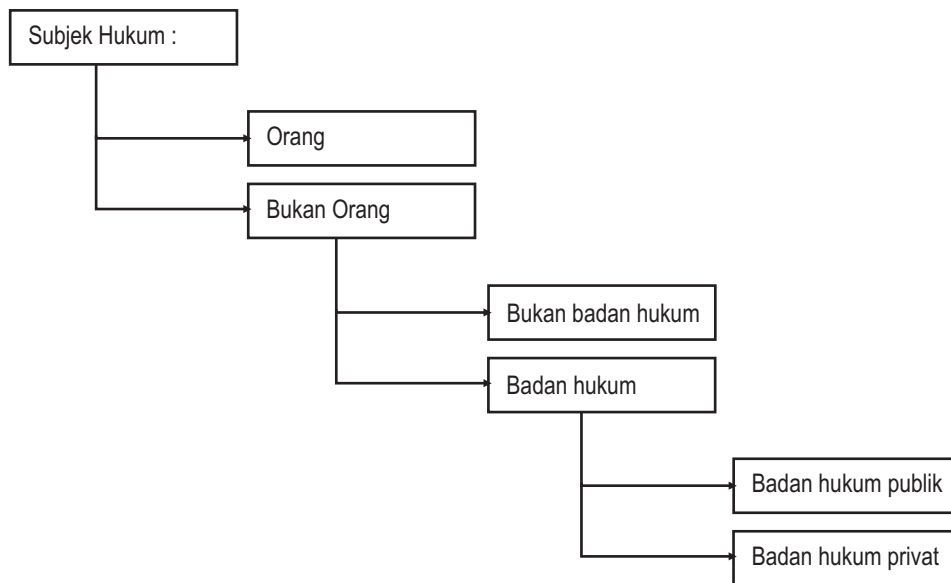 Subjek Hukum :
Orang
Bukan Orang
Bukan badan hukum
Badan hukum
Badan hukum publik
Badan hukum privat